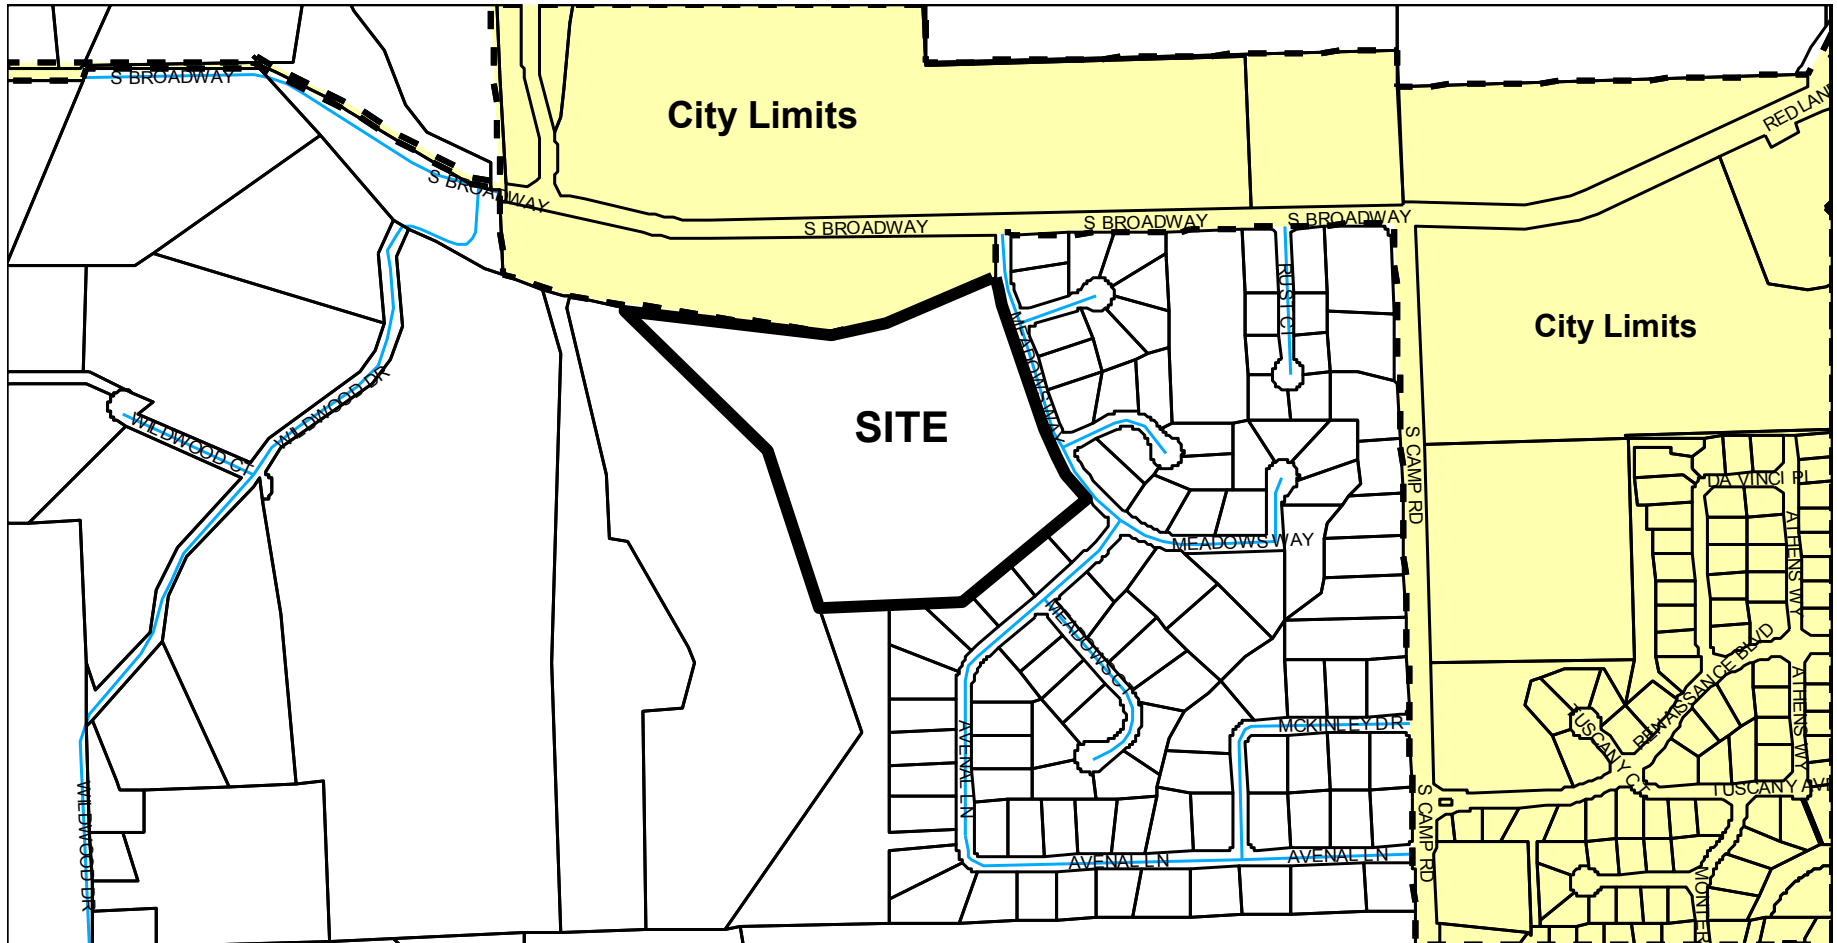 S BROADWAY
City Limits
REDLAN
S BROADWAY
S BROADWAY
S BROADWAY
S BROADWAY
RUST CT
MEADOWS WAY
City Limits
WILDWOOD DR
WILDWOOD CT
SITE
S CAMP RD
DA VINCI PL
ATHENS WY
MEADOWS WAY
MEADOWS CT
RENAISSANCE BLVD
ATHENS WY
TUSCANY CT
MCKINLEY DR
AVENAL LN
WILDWOOD DR
S CAMP RD
TUSCANY AVE
AVENAL LN
AVENAL LN
MONTER